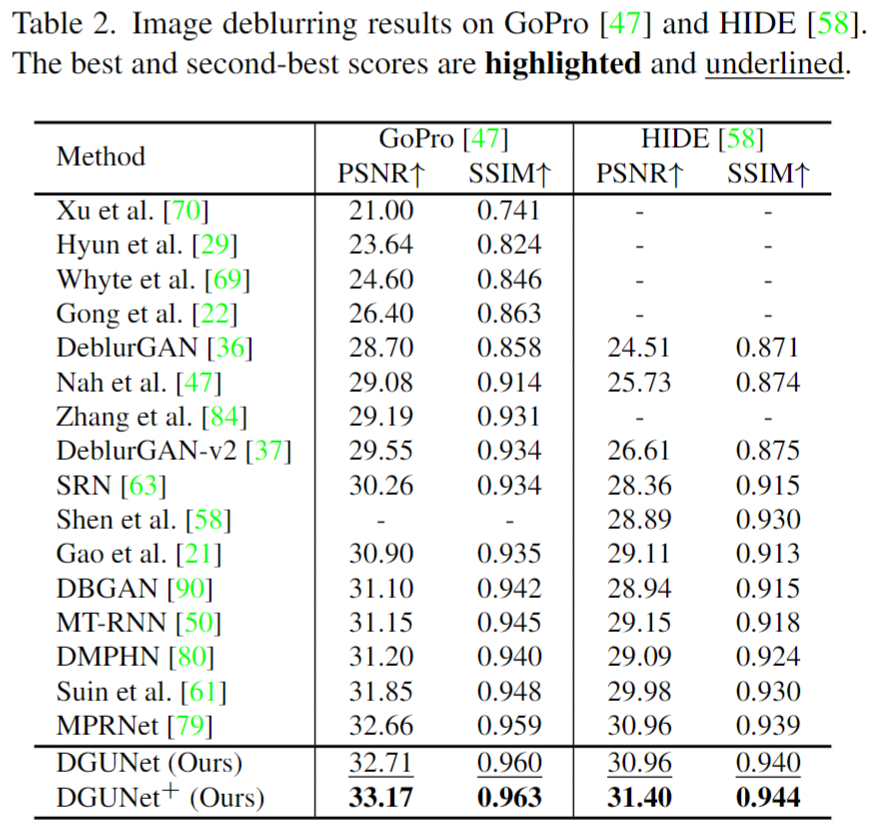 Table 2. Image deblurring results on GoPro [47] and HIDE [58].
The best and second-best scores are highlighted and underlined.
Method GoPro [47] HIDE [58]
PSNR↑ SSIM↑ PSNR↑ SSIM↑
Xu et al. [70] 21.00 0.741 - -
Hyun et al. [29] 23.64 0.824 - -
Whyte et al. [69] 24.60 0.846 - -
Gong et al. [22] 26.40 0.863 - -
DeblurGAN [36] 28.70 0.858 24.51 0.871
Nah et al. [47] 29.08 0.914 25.73 0.874
Zhang et al. [84] 29.19 0.931 - -
DeblurGAN-v2 [37] 29.55 0.934 26.61 0.875
SRN [63] 30.26 0.934 28.36 0.915
Shen et al. [58] - - 28.89 0.930
Gao et al. [21] 30.90 0.935 29.11 0.913
DBGAN [90] 31.10 0.942 28.94 0.915
MT-RNN [50] 31.15 0.945 29.15 0.918
DMPHN [80] 31.20 0.940 29.09 0.924
Suin et al. [61] 31.85 0.948 29.98 0.930
MPRNet [79] 32.66 0.959 30.96 0.939
DGUNet (Ours) 32.71 0.960 30.96 0.940
DGUNet+ (Ours) 33.17 0.963 31.40 0.944